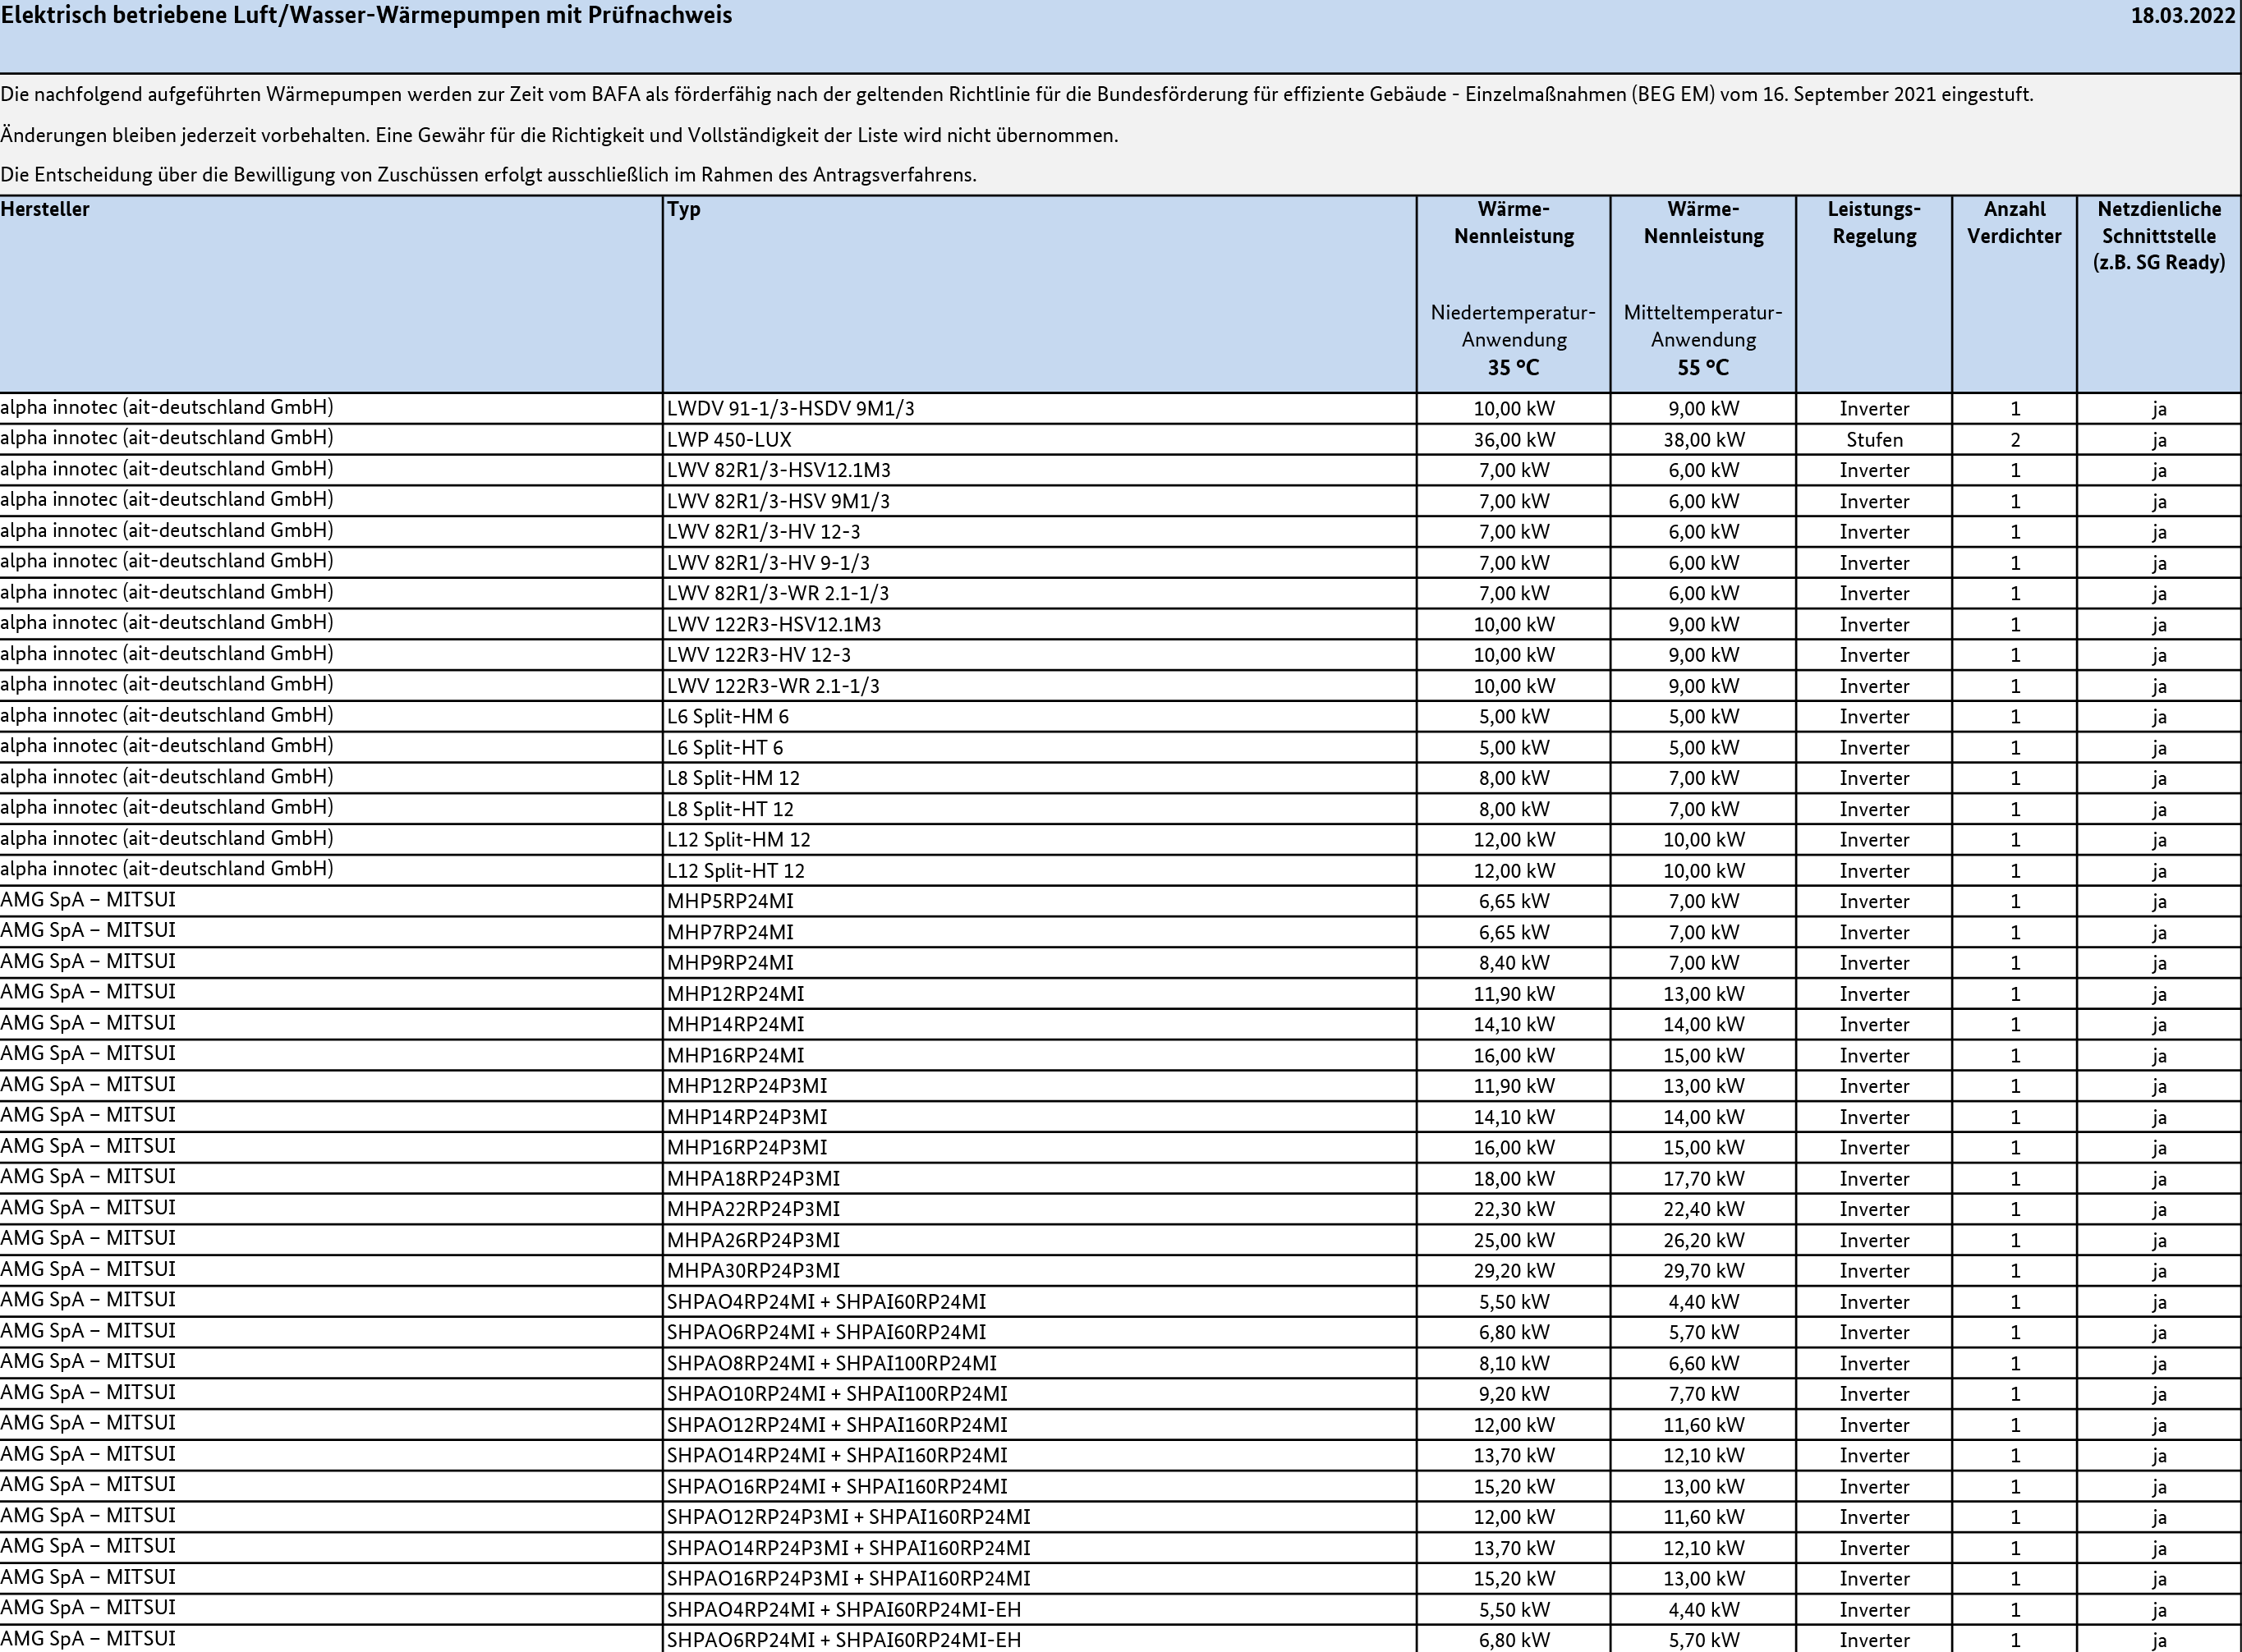 Elektrisch betriebene Luft/Wasser-Wärmepumpen mit Prüfnachweis 18.03.2022
Die nachfolgend aufgeführten Wärmepumpen werden zur Zeit vom BAFA als förderfähig nach der geltenden Richtlinie für die Bundesförderung für effiziente Gebäude - Einzelmaßnahmen (BEG EM) vom 16. September 2021 eingestuft.
Änderungen bleiben jederzeit vorbehalten. Eine Gewähr für die Richtigkeit und Vollständigkeit der Liste wird nicht übernommen.
Die Entscheidung über die Bewilligung von Zuschüssen erfolgt ausschließlich im Rahmen des Antragsverfahrens.
Hersteller Typ Wärme- Wärme- Leistungs- Anzahl Netzdienliche
Nennleistung Nennleistung Regelung Verdichter Schnittstelle
(z.B. SG Ready)
Niedertemperatur- Mitteltemperatur-
Anwendung Anwendung
35 °C 55 °C
alpha innotec (ait-deutschland GmbH) LWDV 91-1/3-HSDV 9M1/3 10,00 kW 9,00 kW Inverter 1 ja
alpha innotec (ait-deutschland GmbH) LWP 450-LUX 36,00 kW 38,00 kW Stufen 2 ja
alpha innotec (ait-deutschland GmbH) LWV 82R1/3-HSV12.1M3 7,00 kW 6,00 kW Inverter 1 ja
alpha innotec (ait-deutschland GmbH) LWV 82R1/3-HSV 9M1/3 7,00 kW 6,00 kW Inverter 1 ja
alpha innotec (ait-deutschland GmbH) LWV 82R1/3-HV 12-3 7,00 kW 6,00 kW Inverter 1 ja
alpha innotec (ait-deutschland GmbH) LWV 82R1/3-HV 9-1/3 7,00 kW 6,00 kW Inverter 1 ja
alpha innotec (ait-deutschland GmbH) LWV 82R1/3-WR 2.1-1/3 7,00 kW 6,00 kW Inverter 1 ja
alpha innotec (ait-deutschland GmbH) LWV 122R3-HSV12.1M3 10,00 kW 9,00 kW Inverter 1 ja
alpha innotec (ait-deutschland GmbH) LWV 122R3-HV 12-3 10,00 kW 9,00 kW Inverter 1 ja
alpha innotec (ait-deutschland GmbH) LWV 122R3-WR 2.1-1/3 10,00 kW 9,00 kW Inverter 1 ja
alpha innotec (ait-deutschland GmbH) L6 Split-HM 6 5,00 kW 5,00 kW Inverter 1 ja
alpha innotec (ait-deutschland GmbH) L6 Split-HT 6 5,00 kW 5,00 kW Inverter 1 ja
alpha innotec (ait-deutschland GmbH) L8 Split-HM 12 8,00 kW 7,00 kW Inverter 1 ja
alpha innotec (ait-deutschland GmbH) L8 Split-HT 12 8,00 kW 7,00 kW Inverter 1 ja
alpha innotec (ait-deutschland GmbH) L12 Split-HM 12 12,00 kW 10,00 kW Inverter 1 ja
alpha innotec (ait-deutschland GmbH) L12 Split-HT 12 12,00 kW 10,00 kW Inverter 1 ja
AMG SpA – MITSUI MHP5RP24MI 6,65 kW 7,00 kW Inverter 1 ja
AMG SpA – MITSUI MHP7RP24MI 6,65 kW 7,00 kW Inverter 1 ja
AMG SpA – MITSUI MHP9RP24MI 8,40 kW 7,00 kW Inverter 1 ja
AMG SpA – MITSUI MHP12RP24MI 11,90 kW 13,00 kW Inverter 1 ja
AMG SpA – MITSUI MHP14RP24MI 14,10 kW 14,00 kW Inverter 1 ja
AMG SpA – MITSUI MHP16RP24MI 16,00 kW 15,00 kW Inverter 1 ja
AMG SpA – MITSUI MHP12RP24P3MI 11,90 kW 13,00 kW Inverter 1 ja
AMG SpA – MITSUI MHP14RP24P3MI 14,10 kW 14,00 kW Inverter 1 ja
AMG SpA – MITSUI MHP16RP24P3MI 16,00 kW 15,00 kW Inverter 1 ja
AMG SpA – MITSUI MHPA18RP24P3MI 18,00 kW 17,70 kW Inverter 1 ja
AMG SpA – MITSUI MHPA22RP24P3MI 22,30 kW 22,40 kW Inverter 1 ja
AMG SpA – MITSUI MHPA26RP24P3MI 25,00 kW 26,20 kW Inverter 1 ja
AMG SpA – MITSUI MHPA30RP24P3MI 29,20 kW 29,70 kW Inverter 1 ja
AMG SpA – MITSUI SHPAO4RP24MI + SHPAI60RP24MI 5,50 kW 4,40 kW Inverter 1 ja
AMG SpA – MITSUI SHPAO6RP24MI + SHPAI60RP24MI 6,80 kW 5,70 kW Inverter 1 ja
AMG SpA – MITSUI SHPAO8RP24MI + SHPAI100RP24MI 8,10 kW 6,60 kW Inverter 1 ja
AMG SpA – MITSUI SHPAO10RP24MI + SHPAI100RP24MI 9,20 kW 7,70 kW Inverter 1 ja
AMG SpA – MITSUI SHPAO12RP24MI + SHPAI160RP24MI 12,00 kW 11,60 kW Inverter 1 ja
AMG SpA – MITSUI SHPAO14RP24MI + SHPAI160RP24MI 13,70 kW 12,10 kW Inverter 1 ja
AMG SpA – MITSUI SHPAO16RP24MI + SHPAI160RP24MI 15,20 kW 13,00 kW Inverter 1 ja
AMG SpA – MITSUI SHPAO12RP24P3MI + SHPAI160RP24MI 12,00 kW 11,60 kW Inverter 1 ja
AMG SpA – MITSUI SHPAO14RP24P3MI + SHPAI160RP24MI 13,70 kW 12,10 kW Inverter 1 ja
AMG SpA – MITSUI SHPAO16RP24P3MI + SHPAI160RP24MI 15,20 kW 13,00 kW Inverter 1 ja
AMG SpA – MITSUI SHPAO4RP24MI + SHPAI60RP24MI-EH 5,50 kW 4,40 kW Inverter 1 ja
AMG SpA – MITSUI SHPAO6RP24MI + SHPAI60RP24MI-EH 6,80 kW 5,70 kW Inverter 1 ja